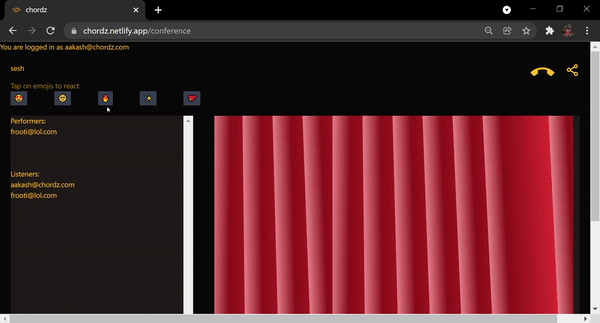 chordz
chordz.netlify.app/conference
You are logged in as aakash@chordz.com
sesh
Tap on emojis to react
Performers:
frooti@lol.com
Listeners:
aakash@chordz.com
frooti@lol.com